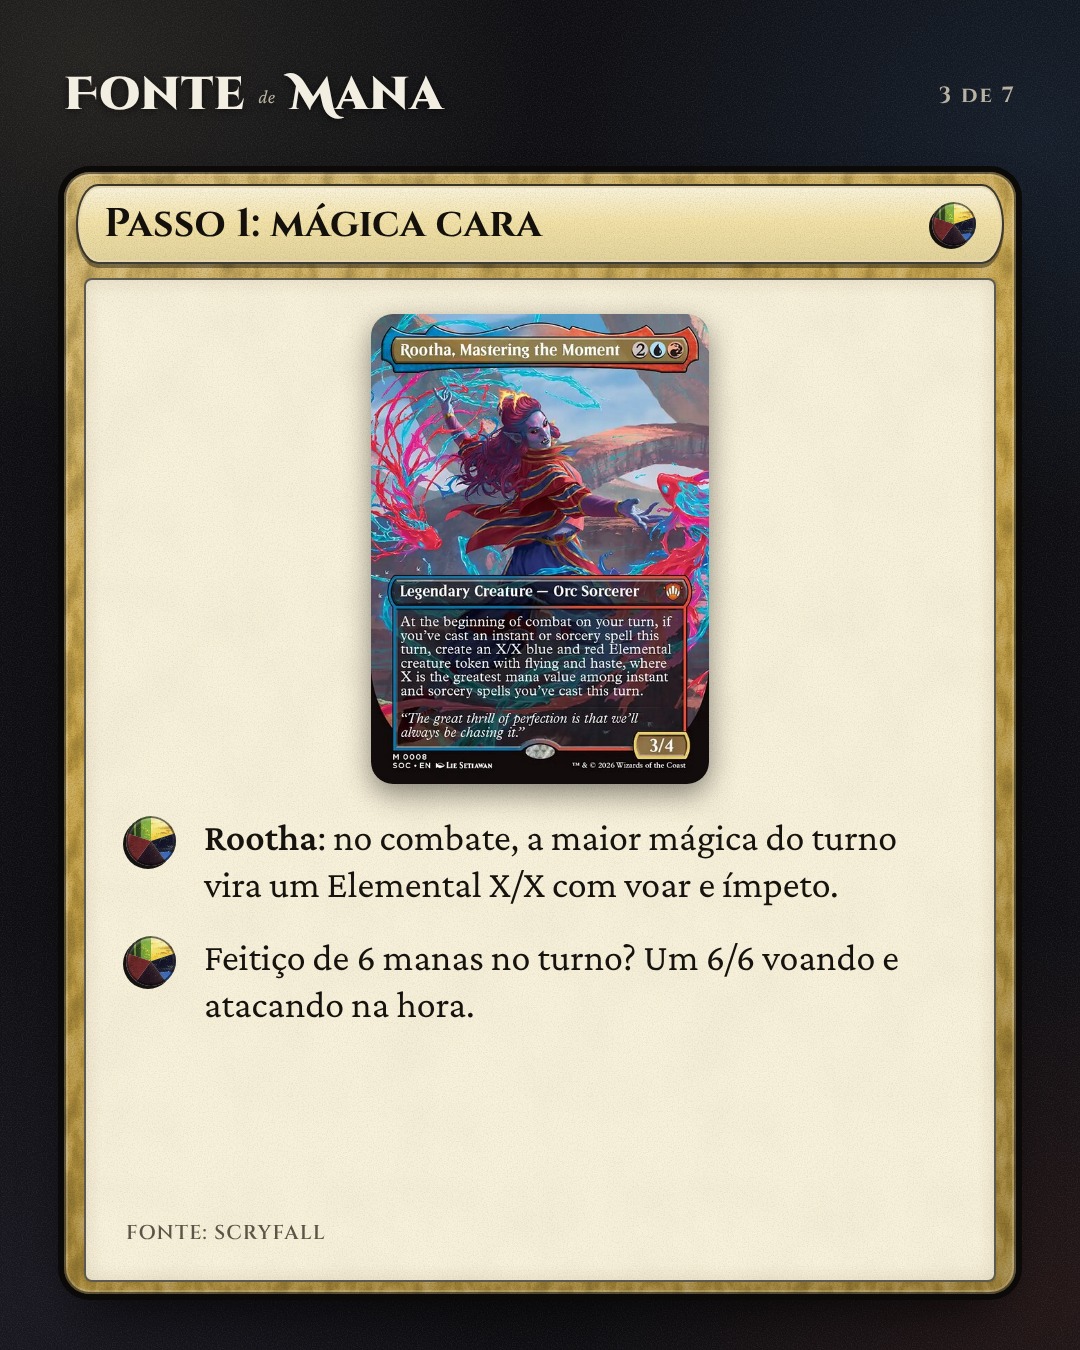 Fonte de Mana
3 de 7
Passo 1: mágica cara
Rootha, Mastering the Moment 2
Legendary Creature — Orc Sorcerer
At the beginning of combat on your turn, if
you've cast an instant or sorcery spell this
turn, create an X/X blue and red Elemental
creature token with flying and haste, where
X is the greatest mana value among instant
and sorcery spells you've cast this turn.
"The great thrill of perfection is that we'll
always be chasing it."
3/4
M 0008
SOC • EN Lie Setiawan
™ & © 2026 Wizards of the Coast
Rootha: no combate, a maior mágica do turno
vira um Elemental X/X com voar e ímpeto.
Feitiço de 6 manas no turno? Um 6/6 voando e
atacando na hora.
Fonte: Scryfall